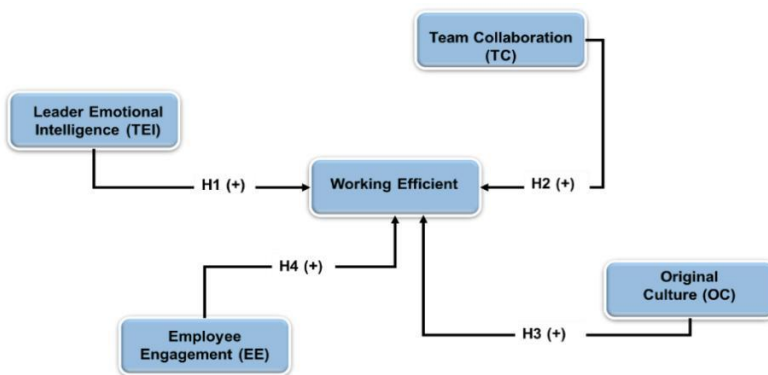 Team Collaboration
(TC)
Leader Emotional
Intelligence (TEI)
H1 (+)
Working Efficient
H2 (+)
H4 (+)
Original
Culture (OC)
Employee
Engagement (EE)
H3 (+)